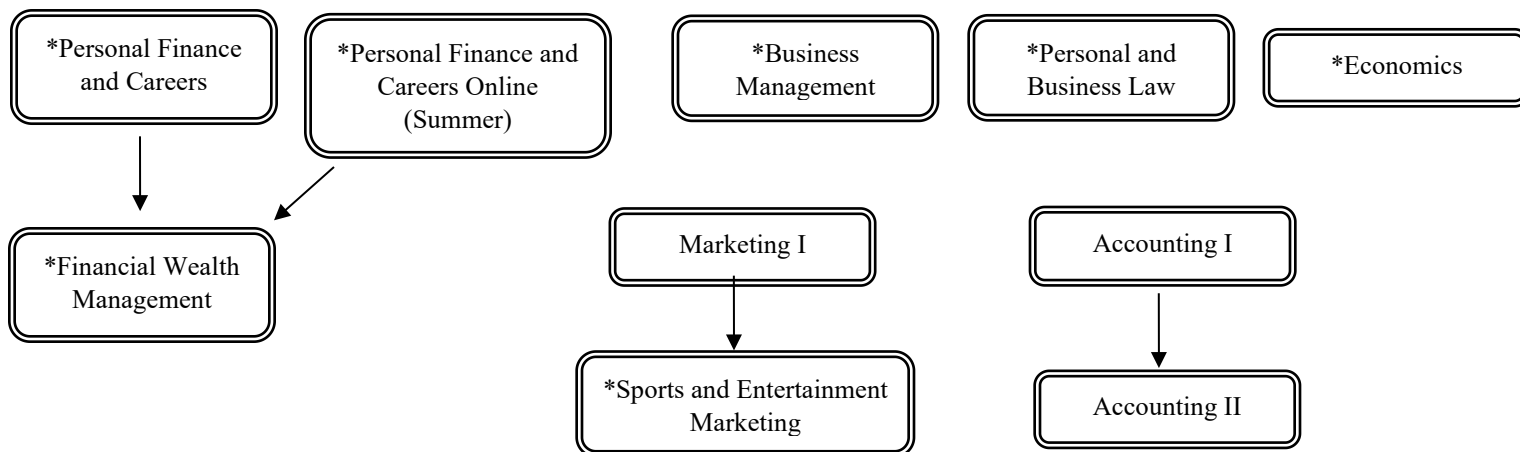 *Personal Finance
and Careers
*Personal Finance and
Careers Online
(Summer)
*Business
Management
*Personal and
Business Law
*Economics
*Financial Wealth
Management
Marketing I
Accounting I
*Sports and Entertainment
Marketing
Accounting II